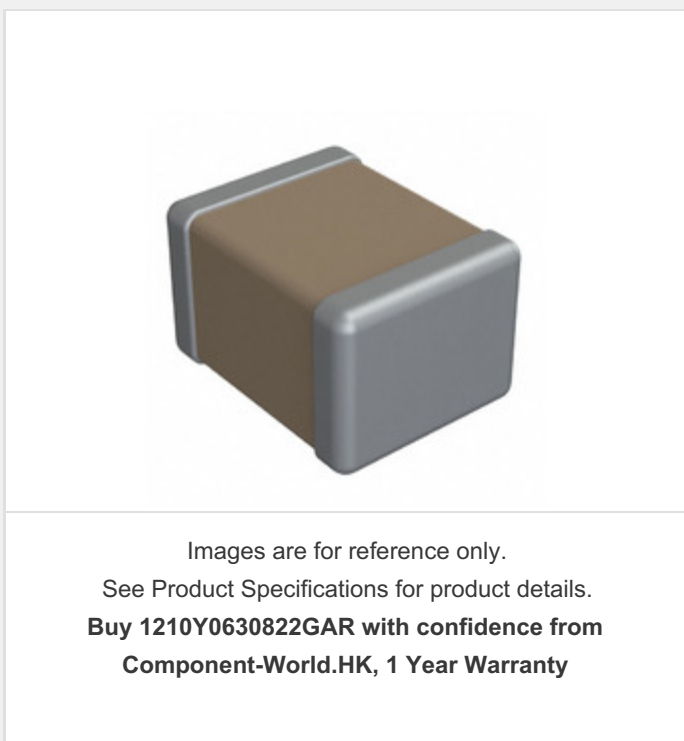 Images are for reference only.
See Product Specifications for product details.
Buy 1210Y0630822GAR with confidence from
Component-World.HK, 1 Year Warranty